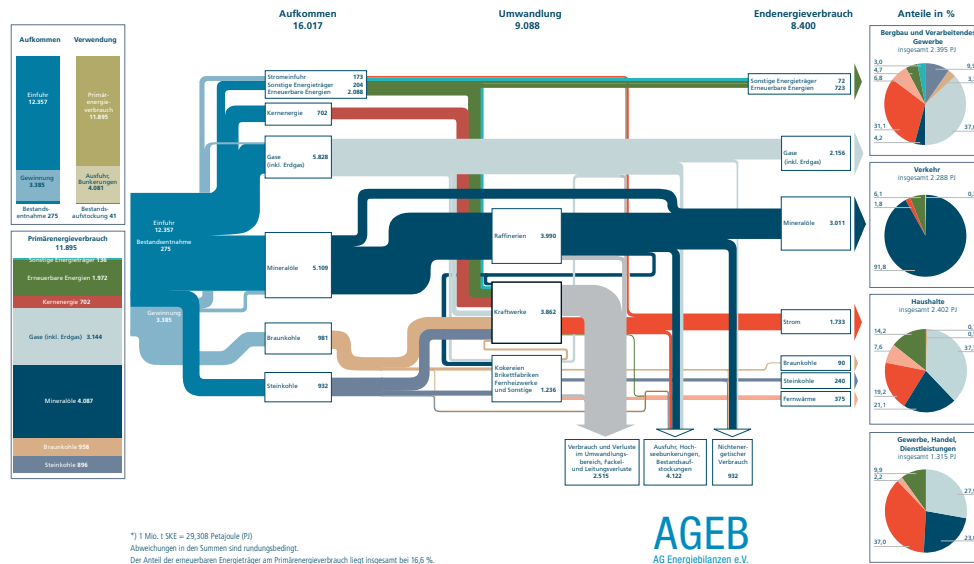 Aufkommen
16.017
Umwandlung
9.088
Endenergieverbrauch
8.400
Anteile in %
Aufkommen
Verwendung
Einfuhr
12.357
Primär-
energie-
verbrauch
11.895
Gewinnung
3.385
Ausfuhr,
Bunkerungen
4.081
Bestands-
entnahme 275
Bestands-
aufstockung 41
Primärenergieverbrauch
11.895
Sonstige Energieträger 136
Erneuerbare Energien 1.972
Kernenergie 702
Gase (inkl. Erdgas) 3.144
Mineralöle 4.087
Braunkohle 958
Steinkohle 896
Einfuhr
12.357
Bestandsentnahme
275
Gewinnung
3.385
Stromeinfuhr 173
Sonstige Energieträger 204
Erneuerbare Energien 2.088
Kernenergie 702
Gase 5.828
(inkl. Erdgas)
Mineralöle 5.109
Braunkohle 981
Steinkohle 932
Raffinerien 3.990
Kraftwerke 3.862
Kokereien
Brikettfabriken
Fernheizwerke
und Sonstige 1.236
Sonstige Energieträger 72
Erneuerbare Energien 723
Gase 2.156
(inkl. Erdgas)
Mineralöle 3.011
Strom 1.733
Braunkohle 90
Steinkohle 240
Fernwärme 375
Verbrauch und Verluste
im Umwandlungs-
bereich, Fackel-
und Leitungsverluste
2.515
Ausfuhr, Hoch-
seebunkerungen,
Bestandsauf-
stockungen
4.122
Nichtener-
getischer
Verbrauch
932
Bergbau und Verarbeitendes
Gewerbe
insgesamt 2.395 PJ
3,0
4,7
6,8
31,1
4,2
Verkehr
insgesamt 2.288 PJ
6,1
1,8
91,8
Haushalte
insgesamt 2.402 PJ
14,2
7,6
19,2
21,1
Gewerbe, Handel,
Dienstleistungen
insgesamt 1.315 PJ
9,9
2,2
37,0
*) 1 Mio. t SKE = 29,308 Petajoule (PJ)
Abweichungen in den Summen sind rundungsbedingt.
Der Anteil der erneuerbaren Energieträger am Primärenergieverbrauch liegt insgesamt bei 16,6 %.
AGEB
AG Energiebilanzen e.V.